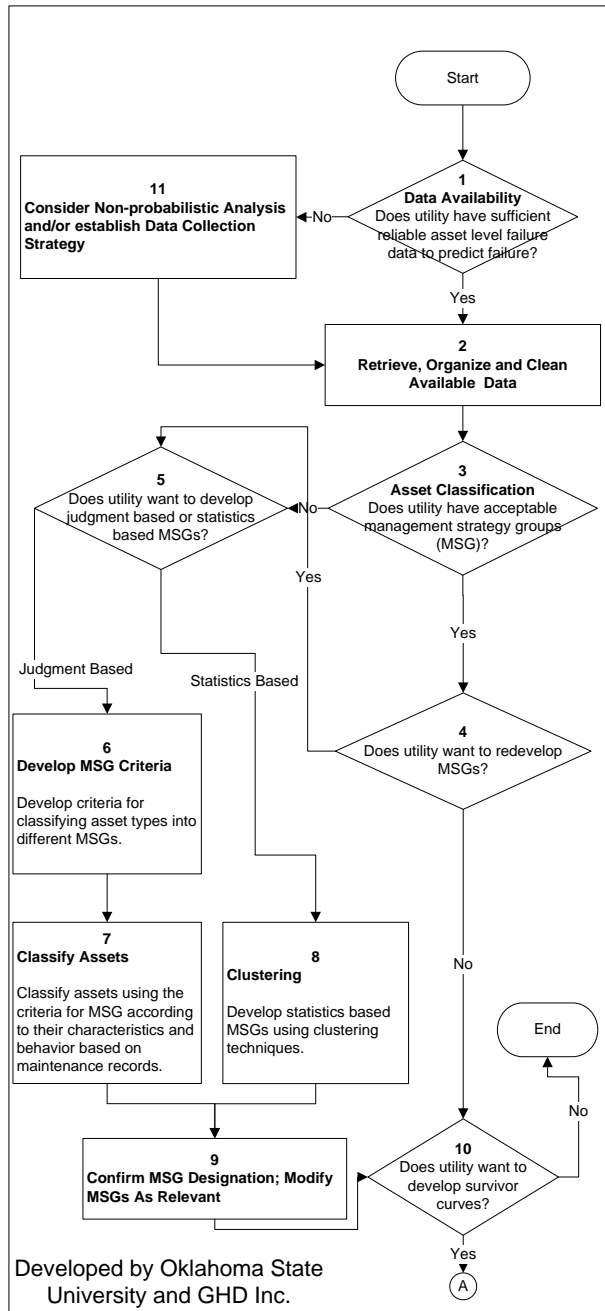 Start
1
Data Availability
Does utility have sufficient
reliable asset level failure
data to predict failure?
No
11
Consider Non-probabilistic Analysis
and/or establish Data Collection
Strategy
Yes
2
Retrieve, Organize and Clean
Available Data
3
Asset Classification
Does utility have acceptable
management strategy groups
(MSG)?
No
5
Does utility want to develop
judgment based or statistics
based MSGs?
Yes
Yes
Judgment Based
Statistics Based
4
Does utility want to redevelop
MSGs?
6
Develop MSG Criteria
Develop criteria for
classifying asset types into
different MSGs.
7
Classify Assets
Classify assets using the
criteria for MSG according
to their characteristics and
behavior based on
maintenance records.
8
Clustering
Develop statistics based
MSGs using clustering
techniques.
No
End
No
9
Confirm MSG Designation; Modify
MSGs As Relevant
10
Does utility want to
develop survivor
curves?
Yes
A
Developed by Oklahoma State
University and GHD Inc.